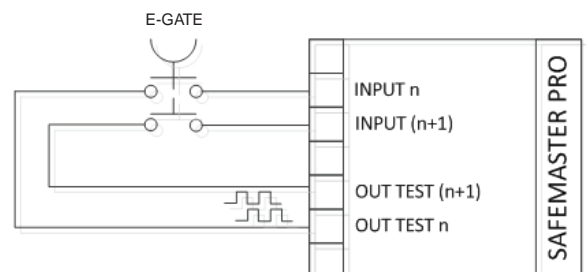 E-GATE
INPUT n
INPUT (n+1)
OUT TEST (n+1)
OUT TEST n
SAFEMASTER PRO